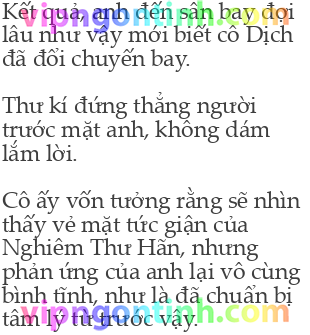 Kết quả, anh đến sân bay đợi
lâu như vậy mới biết cô Dịch
đã đổi chuyến bay.
Thư kí đứng thẳng người
trước mặt anh, không dám
lắm lời.
Cô ấy vốn tưởng rằng sẽ nhìn
thấy vẻ mặt tức giận của
Nghiêm Thư Hãn, nhưng
phản ứng của anh lại vô cùng
bình tĩnh, như là đã chuẩn bị
tâm lý từ trước vậy.
vipngontinh.com
vipngontinh.com